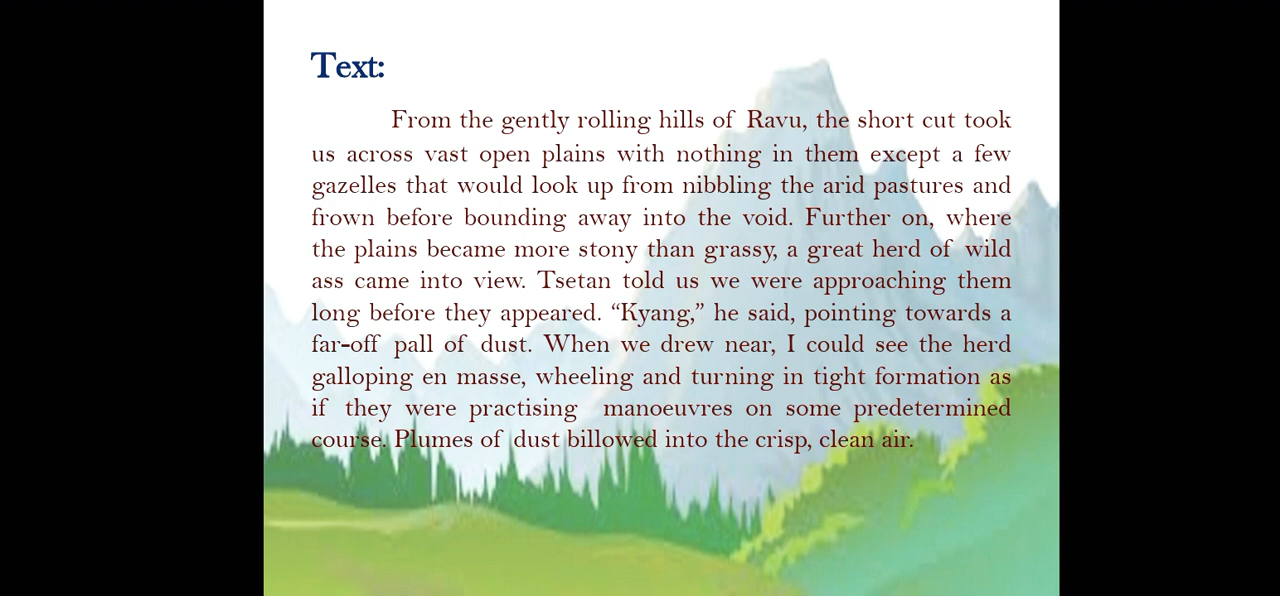 Text:
From the gently rolling hills of Ravu, the short cut took
us across vast open plains with nothing in them except a few
gazelles that would look up from nibbling the arid pastures and
frown before bounding away into the void. Further on, where
the plains became more stony than grassy, a great herd of wild
ass came into view. Tsetan told us we were approaching them
long before they appeared. “Kyang,” he said, pointing towards a
far-off pall of dust. When we drew near, I could see the herd
galloping en masse, wheeling and turning in tight formation as
if they were practising manoeuvres on some predetermined
course. Plumes of dust billowed into the crisp, clean air.